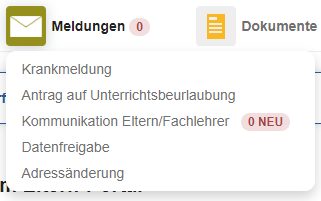 Meldungen 0 Dokumente
Krankmeldung
Antrag auf Unterrichtsbeurlaubung
Kommunikation Eltern/Fachlehrer 0 NEU
Datenfreigabe
Adressänderung